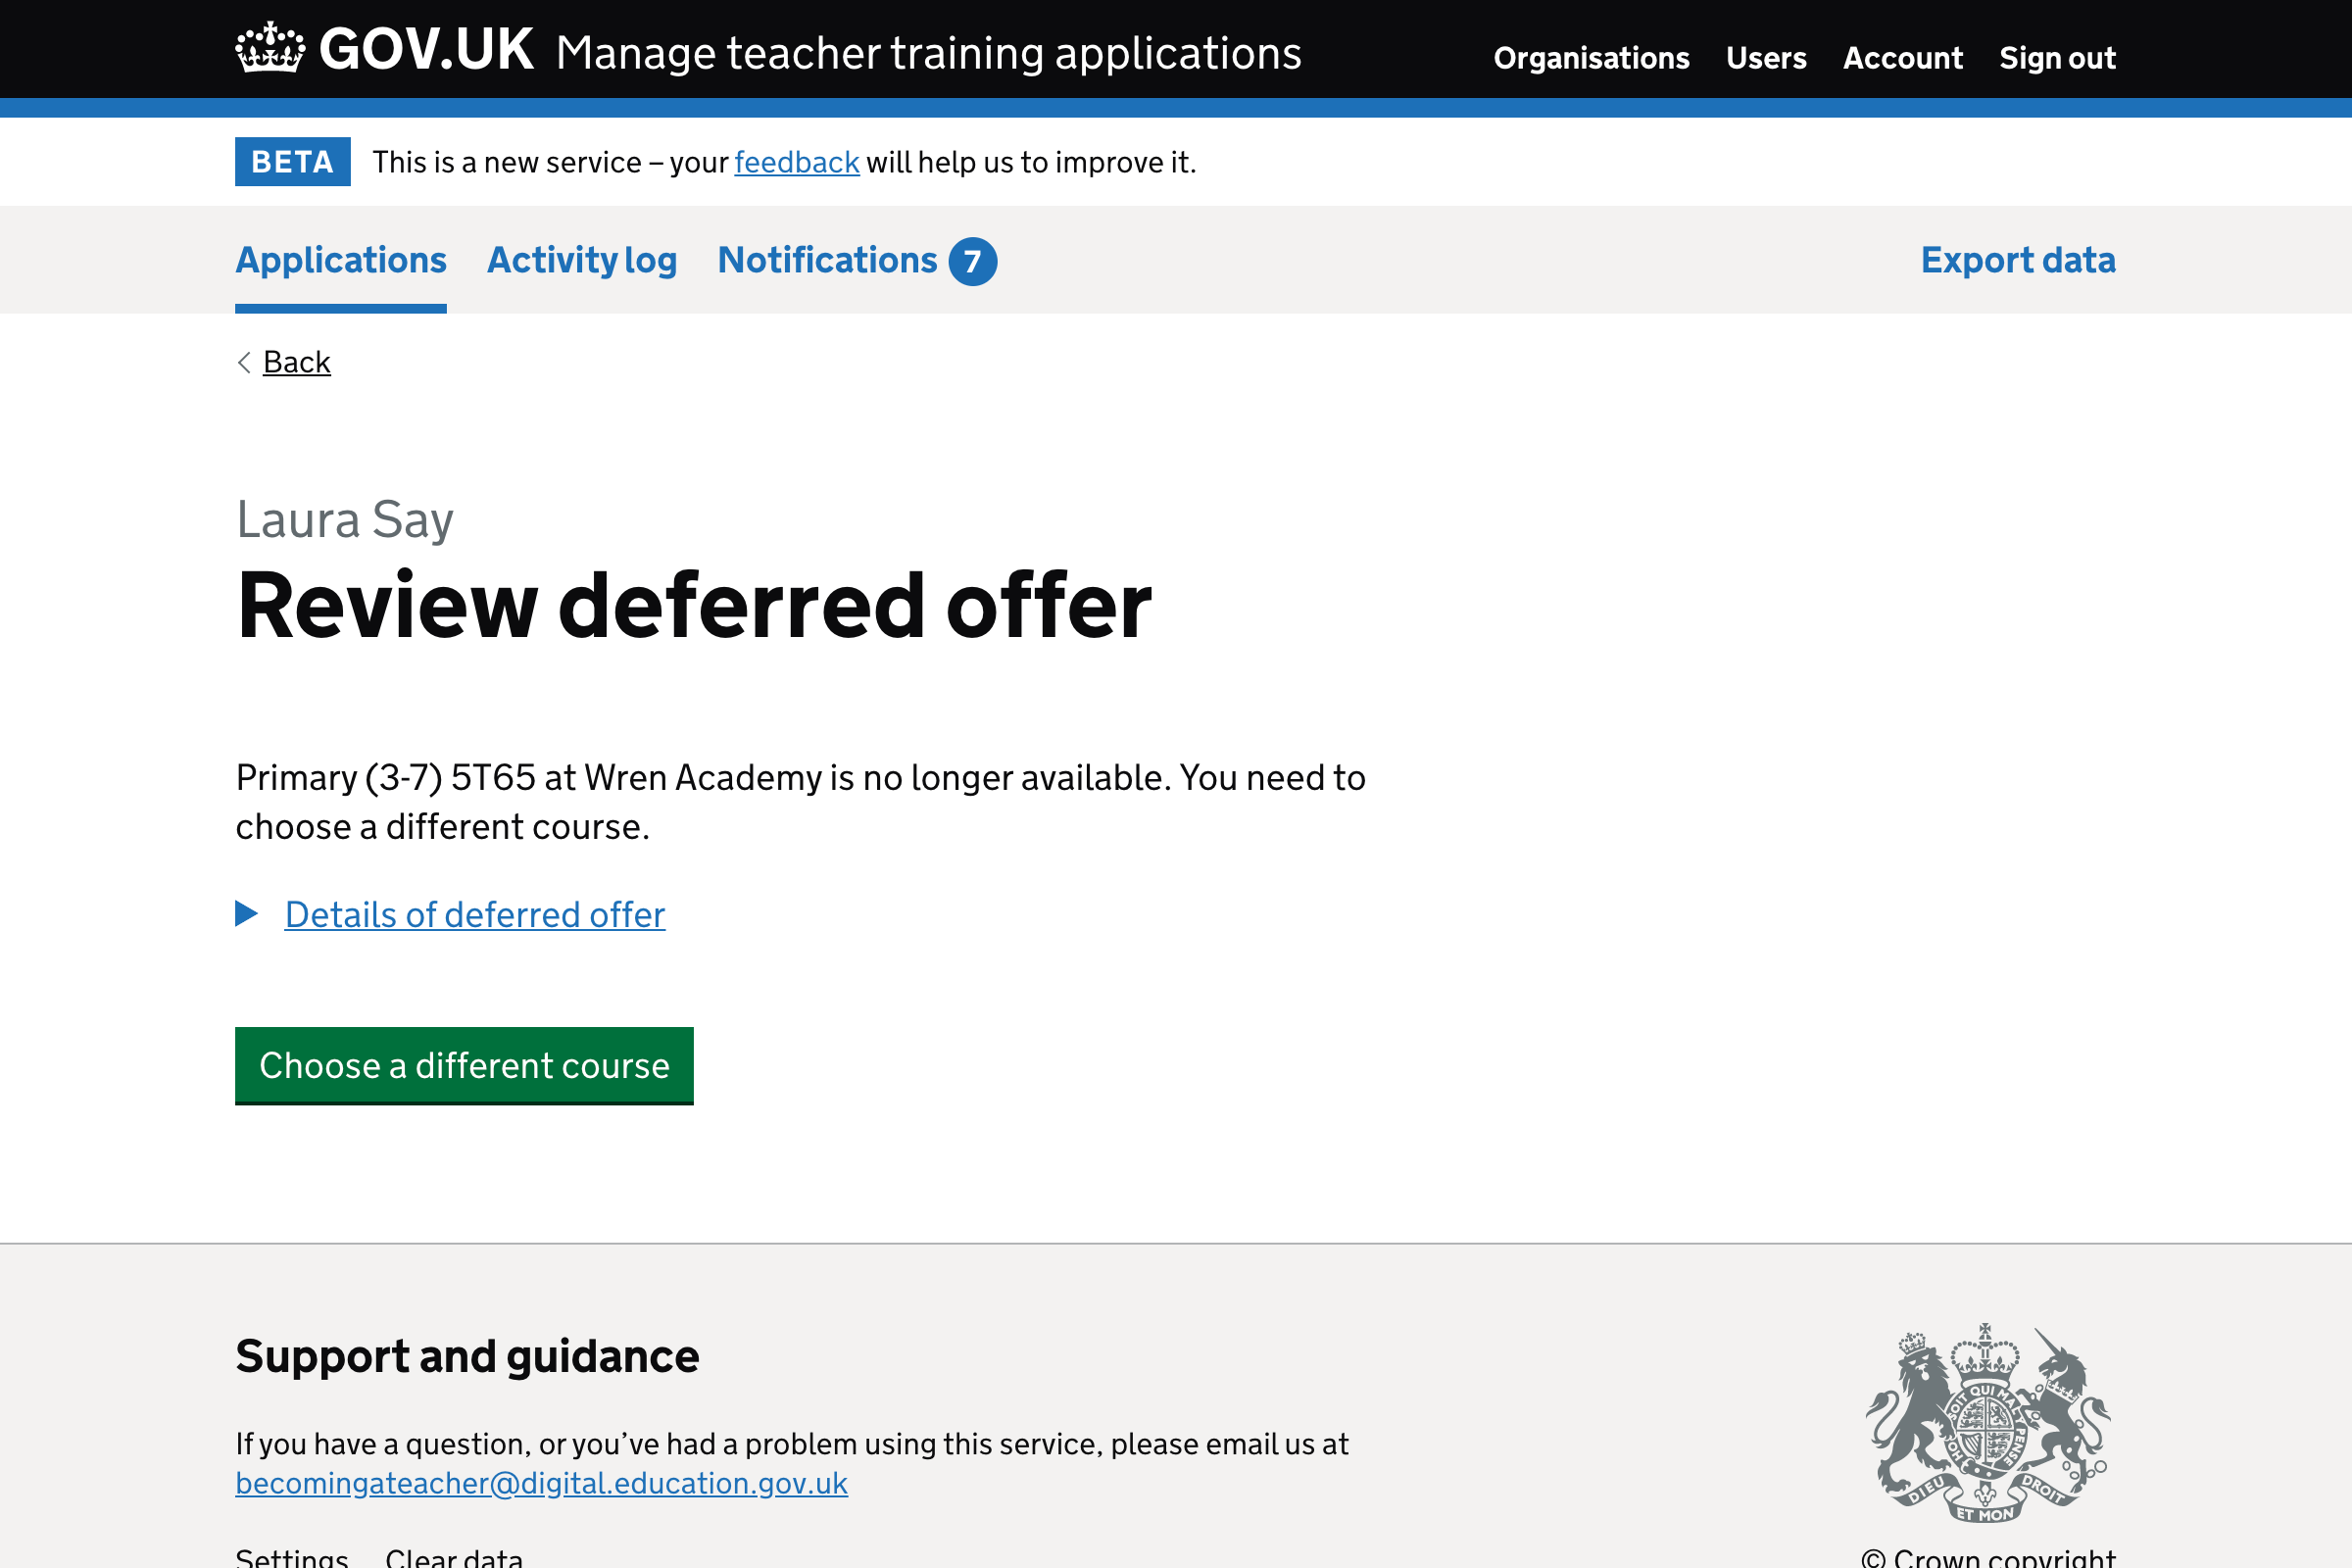 GOV.UK Manage teacher training applications Organisations Users Account Sign out
BETA This is a new service – your feedback will help us to improve it.
Applications Activity log Notifications 7 Export data
Back
Laura Say
Review deferred offer
Primary (3-7) 5T65 at Wren Academy is no longer available. You need to
choose a different course.
Details of deferred offer
Choose a different course
Support and guidance
If you have a question, or you’ve had a problem using this service, please email us at
becomingateacher@digital.education.gov.uk
DIEU ET MON DROIT
Settings Clear data © Crown copyright